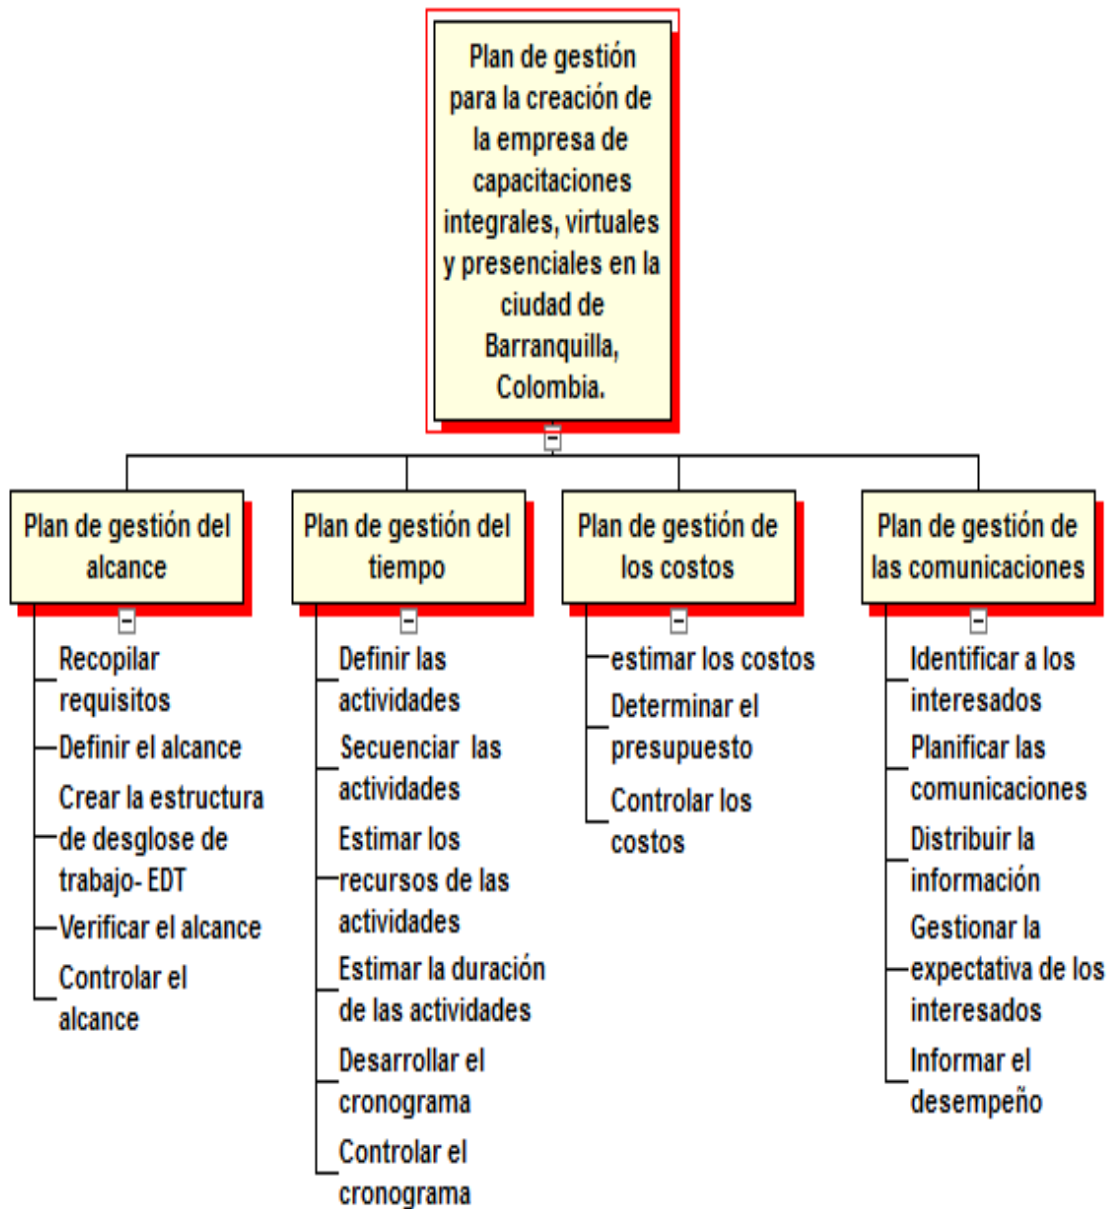 Plan de gestión
para la creación de
la empresa de
capacitaciones
integrales, virtuales
y presenciales en la
ciudad de
Barranquilla,
Colombia.
Plan de gestión del
alcance
Recopilar
requisitos
Definir el alcance
Crear la estructura
de desglose de
trabajo- EDT
Verificar el alcance
Controlar el
alcance
Plan de gestión del
tiempo
Definir las
actividades
Secuenciar las
actividades
Estimar los
recursos de las
actividades
Estimar la duración
de las actividades
Desarrollar el
cronograma
Controlar el
cronograma
Plan de gestión de
los costos
estimar los costos
Determinar el
presupuesto
Controlar los
costos
Plan de gestión de
las comunicaciones
Identificar a los
interesados
Planificar las
comunicaciones
Distribuir la
información
Gestionar la
expectativa de los
interesados
Informar el
desempeño